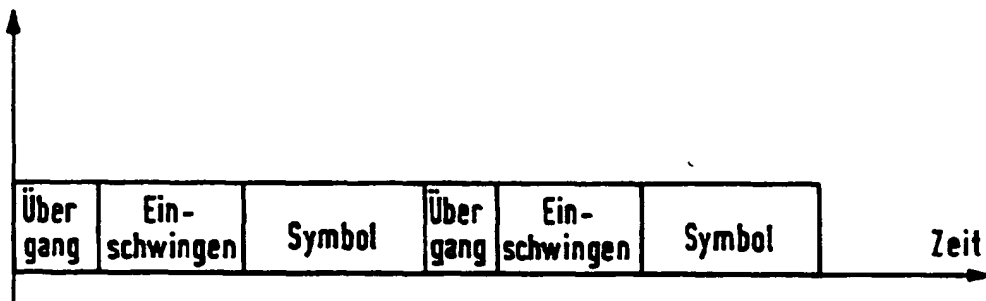 Über
gang
Ein-
schwingen
Symbol
Über
gang
Ein-
schwingen
Symbol
Zeit